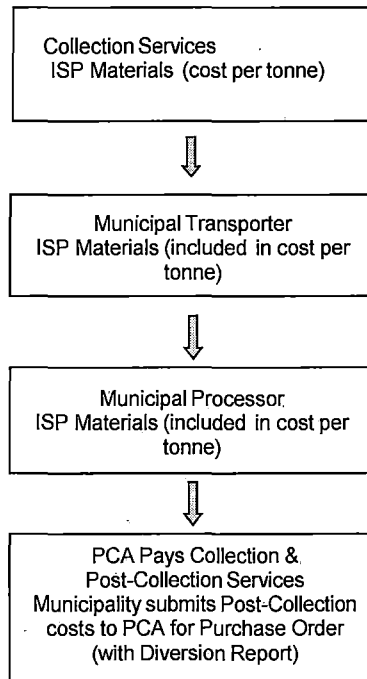 Collection Services
ISP Materials (cost per tonne)
Municipal Transporter
ISP Materials (included in cost per
tonne)
Municipal Processor
ISP Materials (included in cost per
tonne)
PCA Pays Collection &
Post-Collection Services
Municipality submits Post-Collection
costs to PCA for Purchase Order
(with Diversion Report)